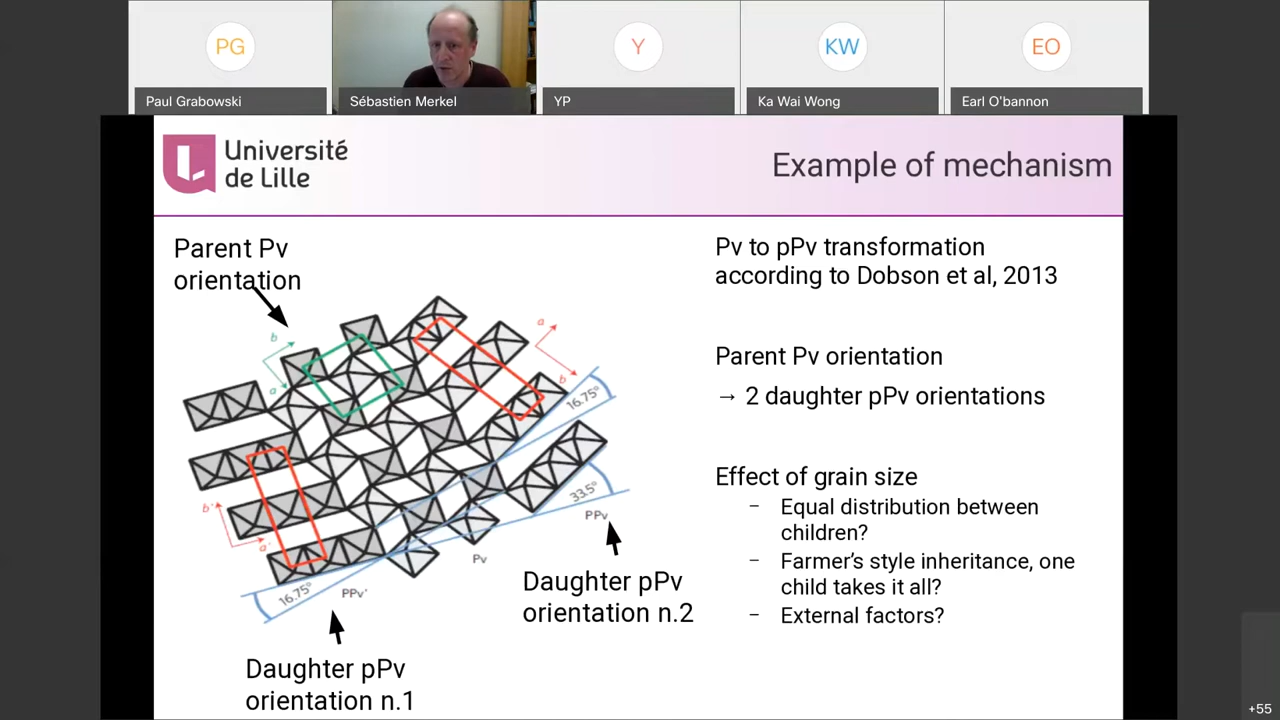 PG
Y
KW
EO
Paul Grabowski
Sébastien Merkel
YP
Ka Wai Wong
Earl O'bannon
Université
de Lille
Example of mechanism
Parent Pv
orientation
b
a
a
b
16.75°
33.5°
PPv
Pv
b'
a'
16.75°
PPv'
Daughter pPv
orientation n.2
Daughter pPv
orientation n.1
Pv to pPv transformation
according to Dobson et al, 2013
Parent Pv orientation
→ 2 daughter pPv orientations
Effect of grain size
– Equal distribution between
children?
– Farmer’s style inheritance, one
child takes it all?
– External factors?
+55